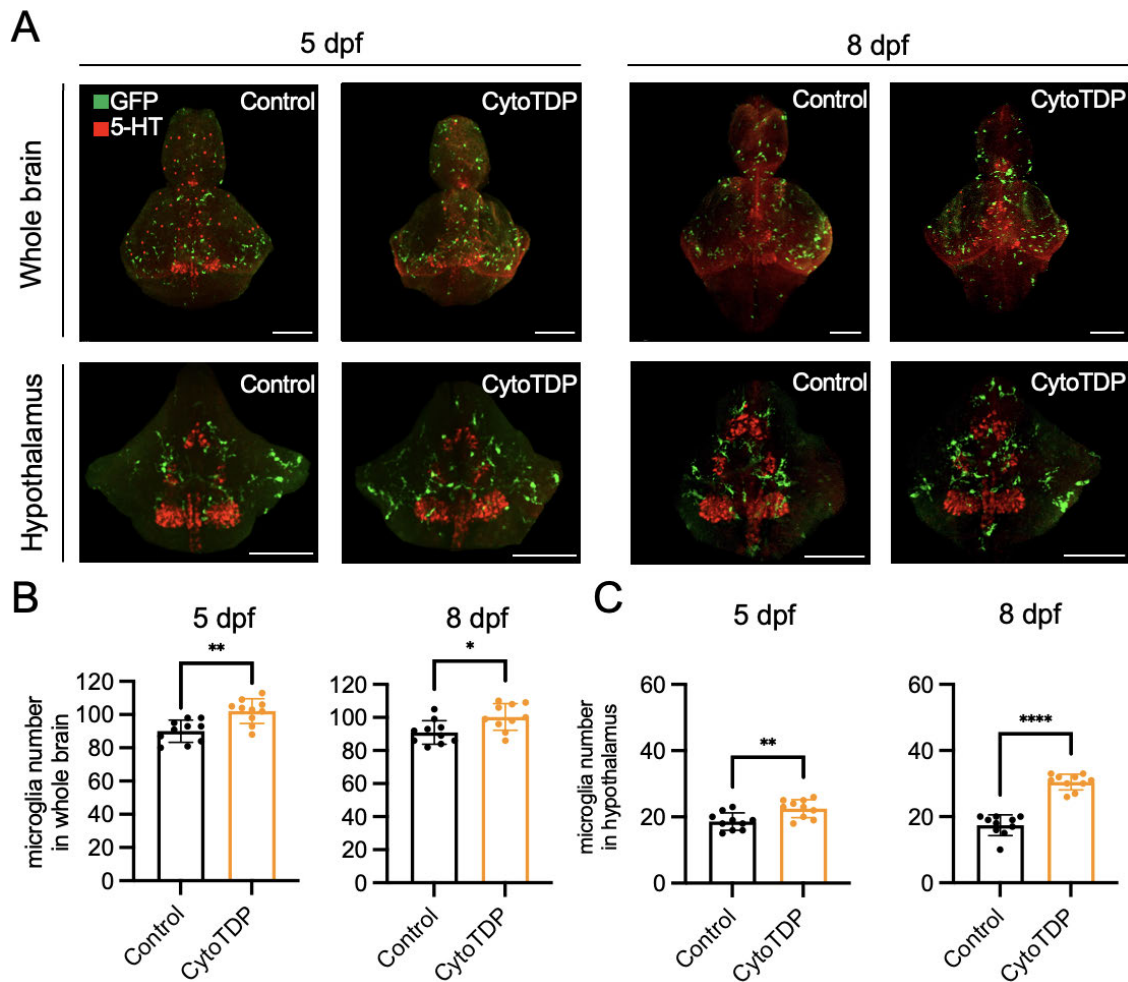 A
5 dpf
8 dpf
Whole brain
GFP
5-HT
Control
CytoTDP
Control
CytoTDP
Hypothalamus
Control
CytoTDP
Control
CytoTDP
B
5 dpf
8 dpf
microglia number
in whole brain
**
120
100
80
60
40
20
0
Control
CytoTDP
*
120
100
80
60
40
20
0
Control
CytoTDP
C
5 dpf
8 dpf
microglia number
in hypothalamus
**
60
40
20
0
Control
CytoTDP
****
60
40
20
0
Control
CytoTDP